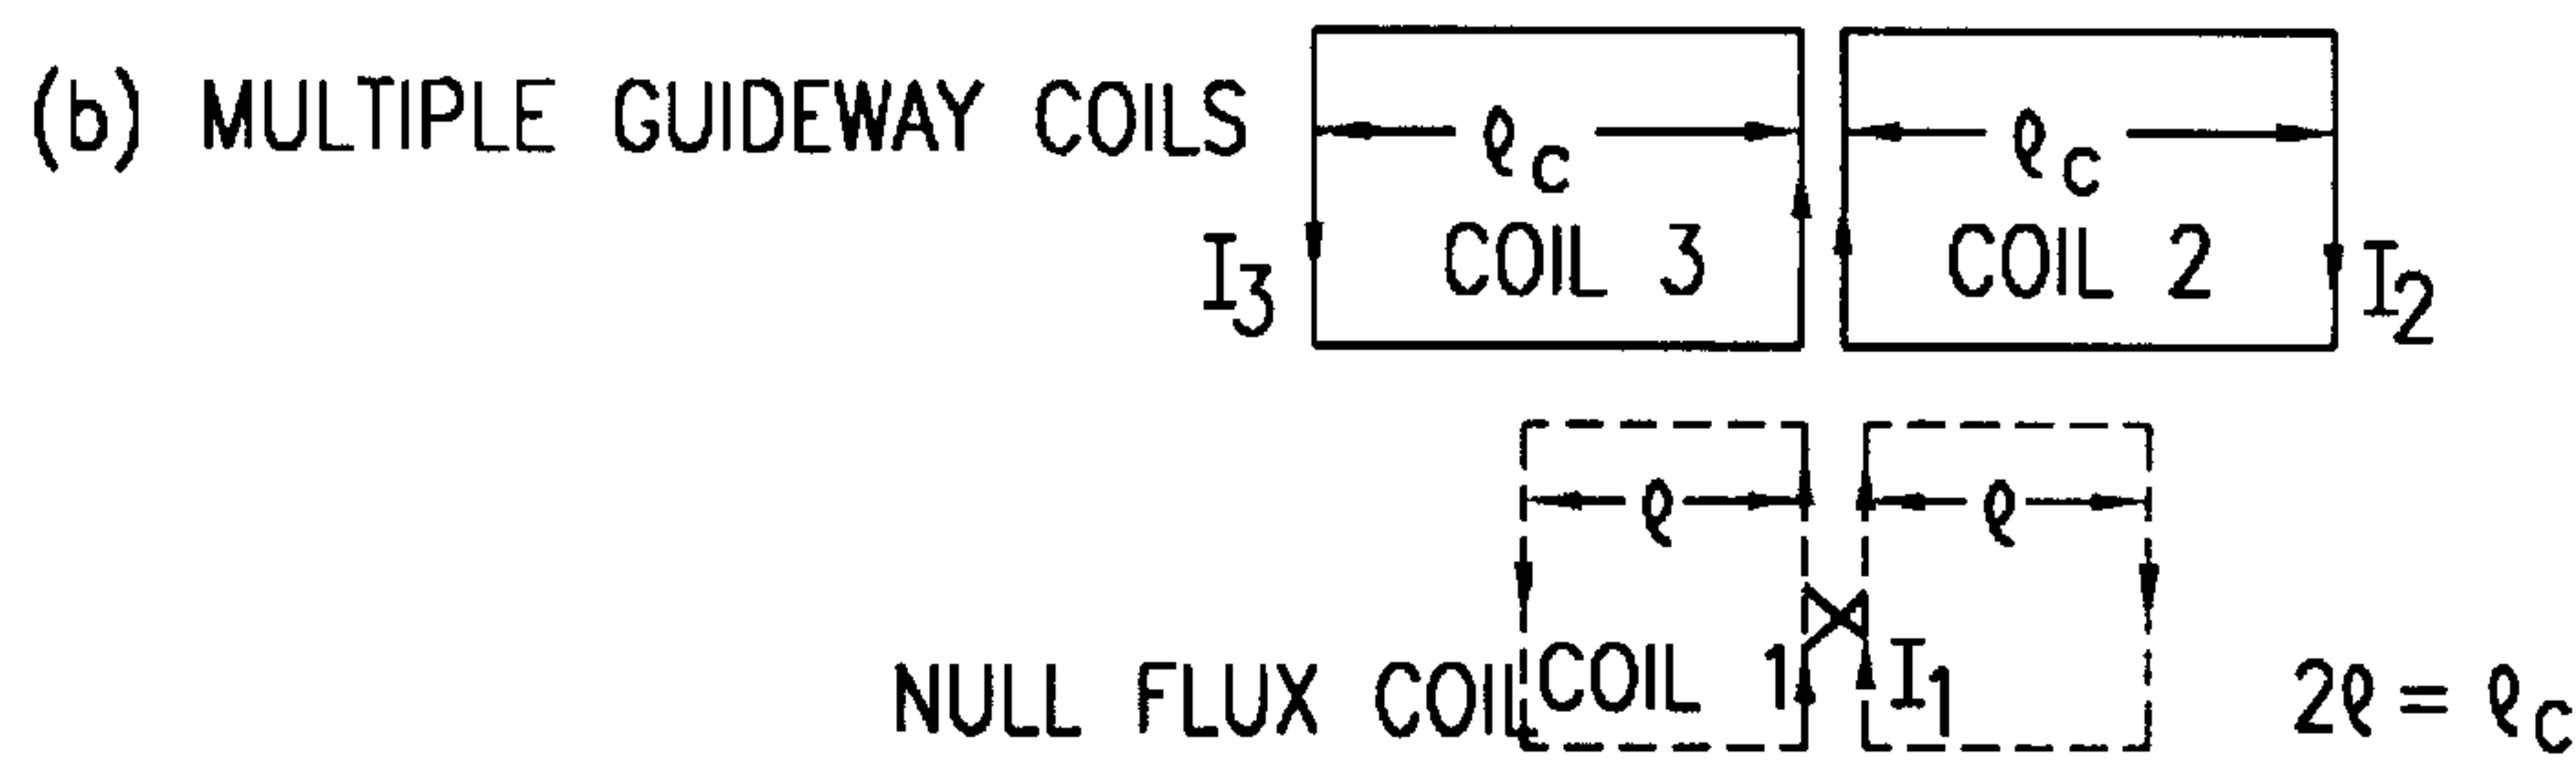 (b) MULTIPLE GUIDEWAY COILS
ℓC ℓC
COIL 3 COIL 2
I3 I2
ℓ ℓ
COIL 1 I1
NULL FLUX COIL
2ℓ = ℓC